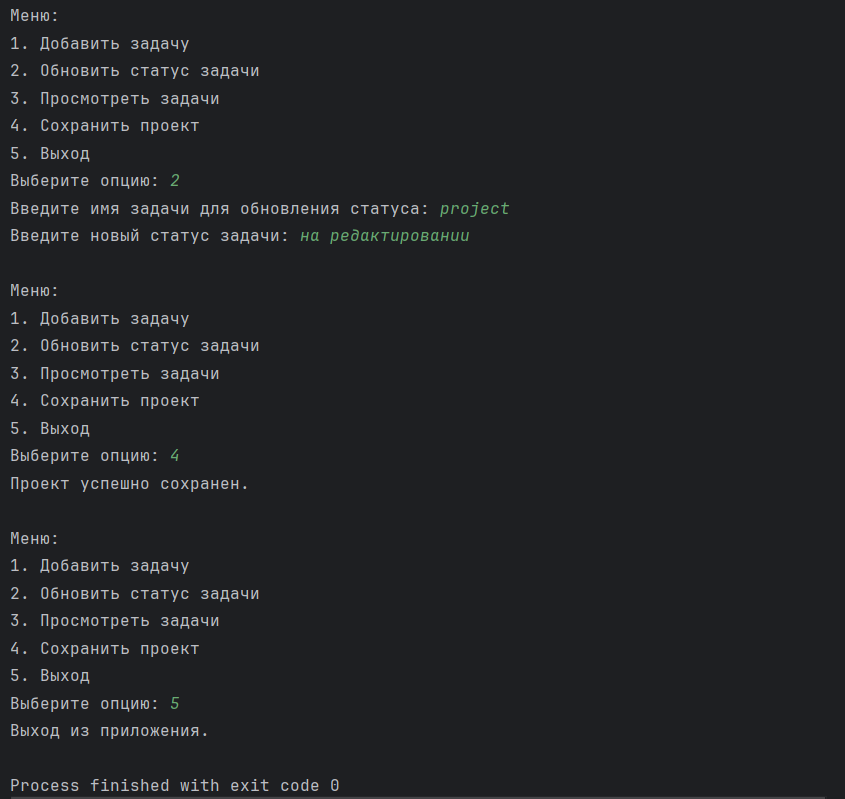 Меню:
1. Добавить задачу
2. Обновить статус задачи
3. Просмотреть задачи
4. Сохранить проект
5. Выход
Выберите опцию: 2
Введите имя задачи для обновления статуса: project
Введите новый статус задачи: на редактировании
Меню:
1. Добавить задачу
2. Обновить статус задачи
3. Просмотреть задачи
4. Сохранить проект
5. Выход
Выберите опцию: 4
Проект успешно сохранен.
Меню:
1. Добавить задачу
2. Обновить статус задачи
3. Просмотреть задачи
4. Сохранить проект
5. Выход
Выберите опцию: 5
Выход из приложения.
Process finished with exit code 0